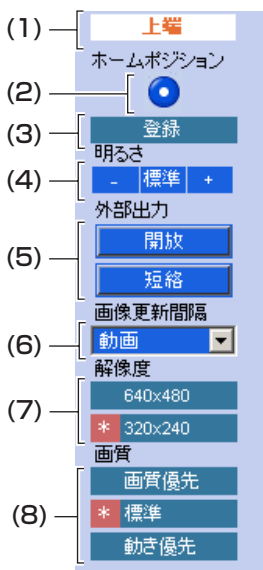 (1) 上端
ホームポジション
(2)
(3) 登録
明るさ
(4) - 標準 +
外部出力
(5) 開放
短絡
画像更新間隔
(6) 動画
解像度
(7) 640x480
* 320x240
画質
(8) 画質優先
* 標準
動き優先